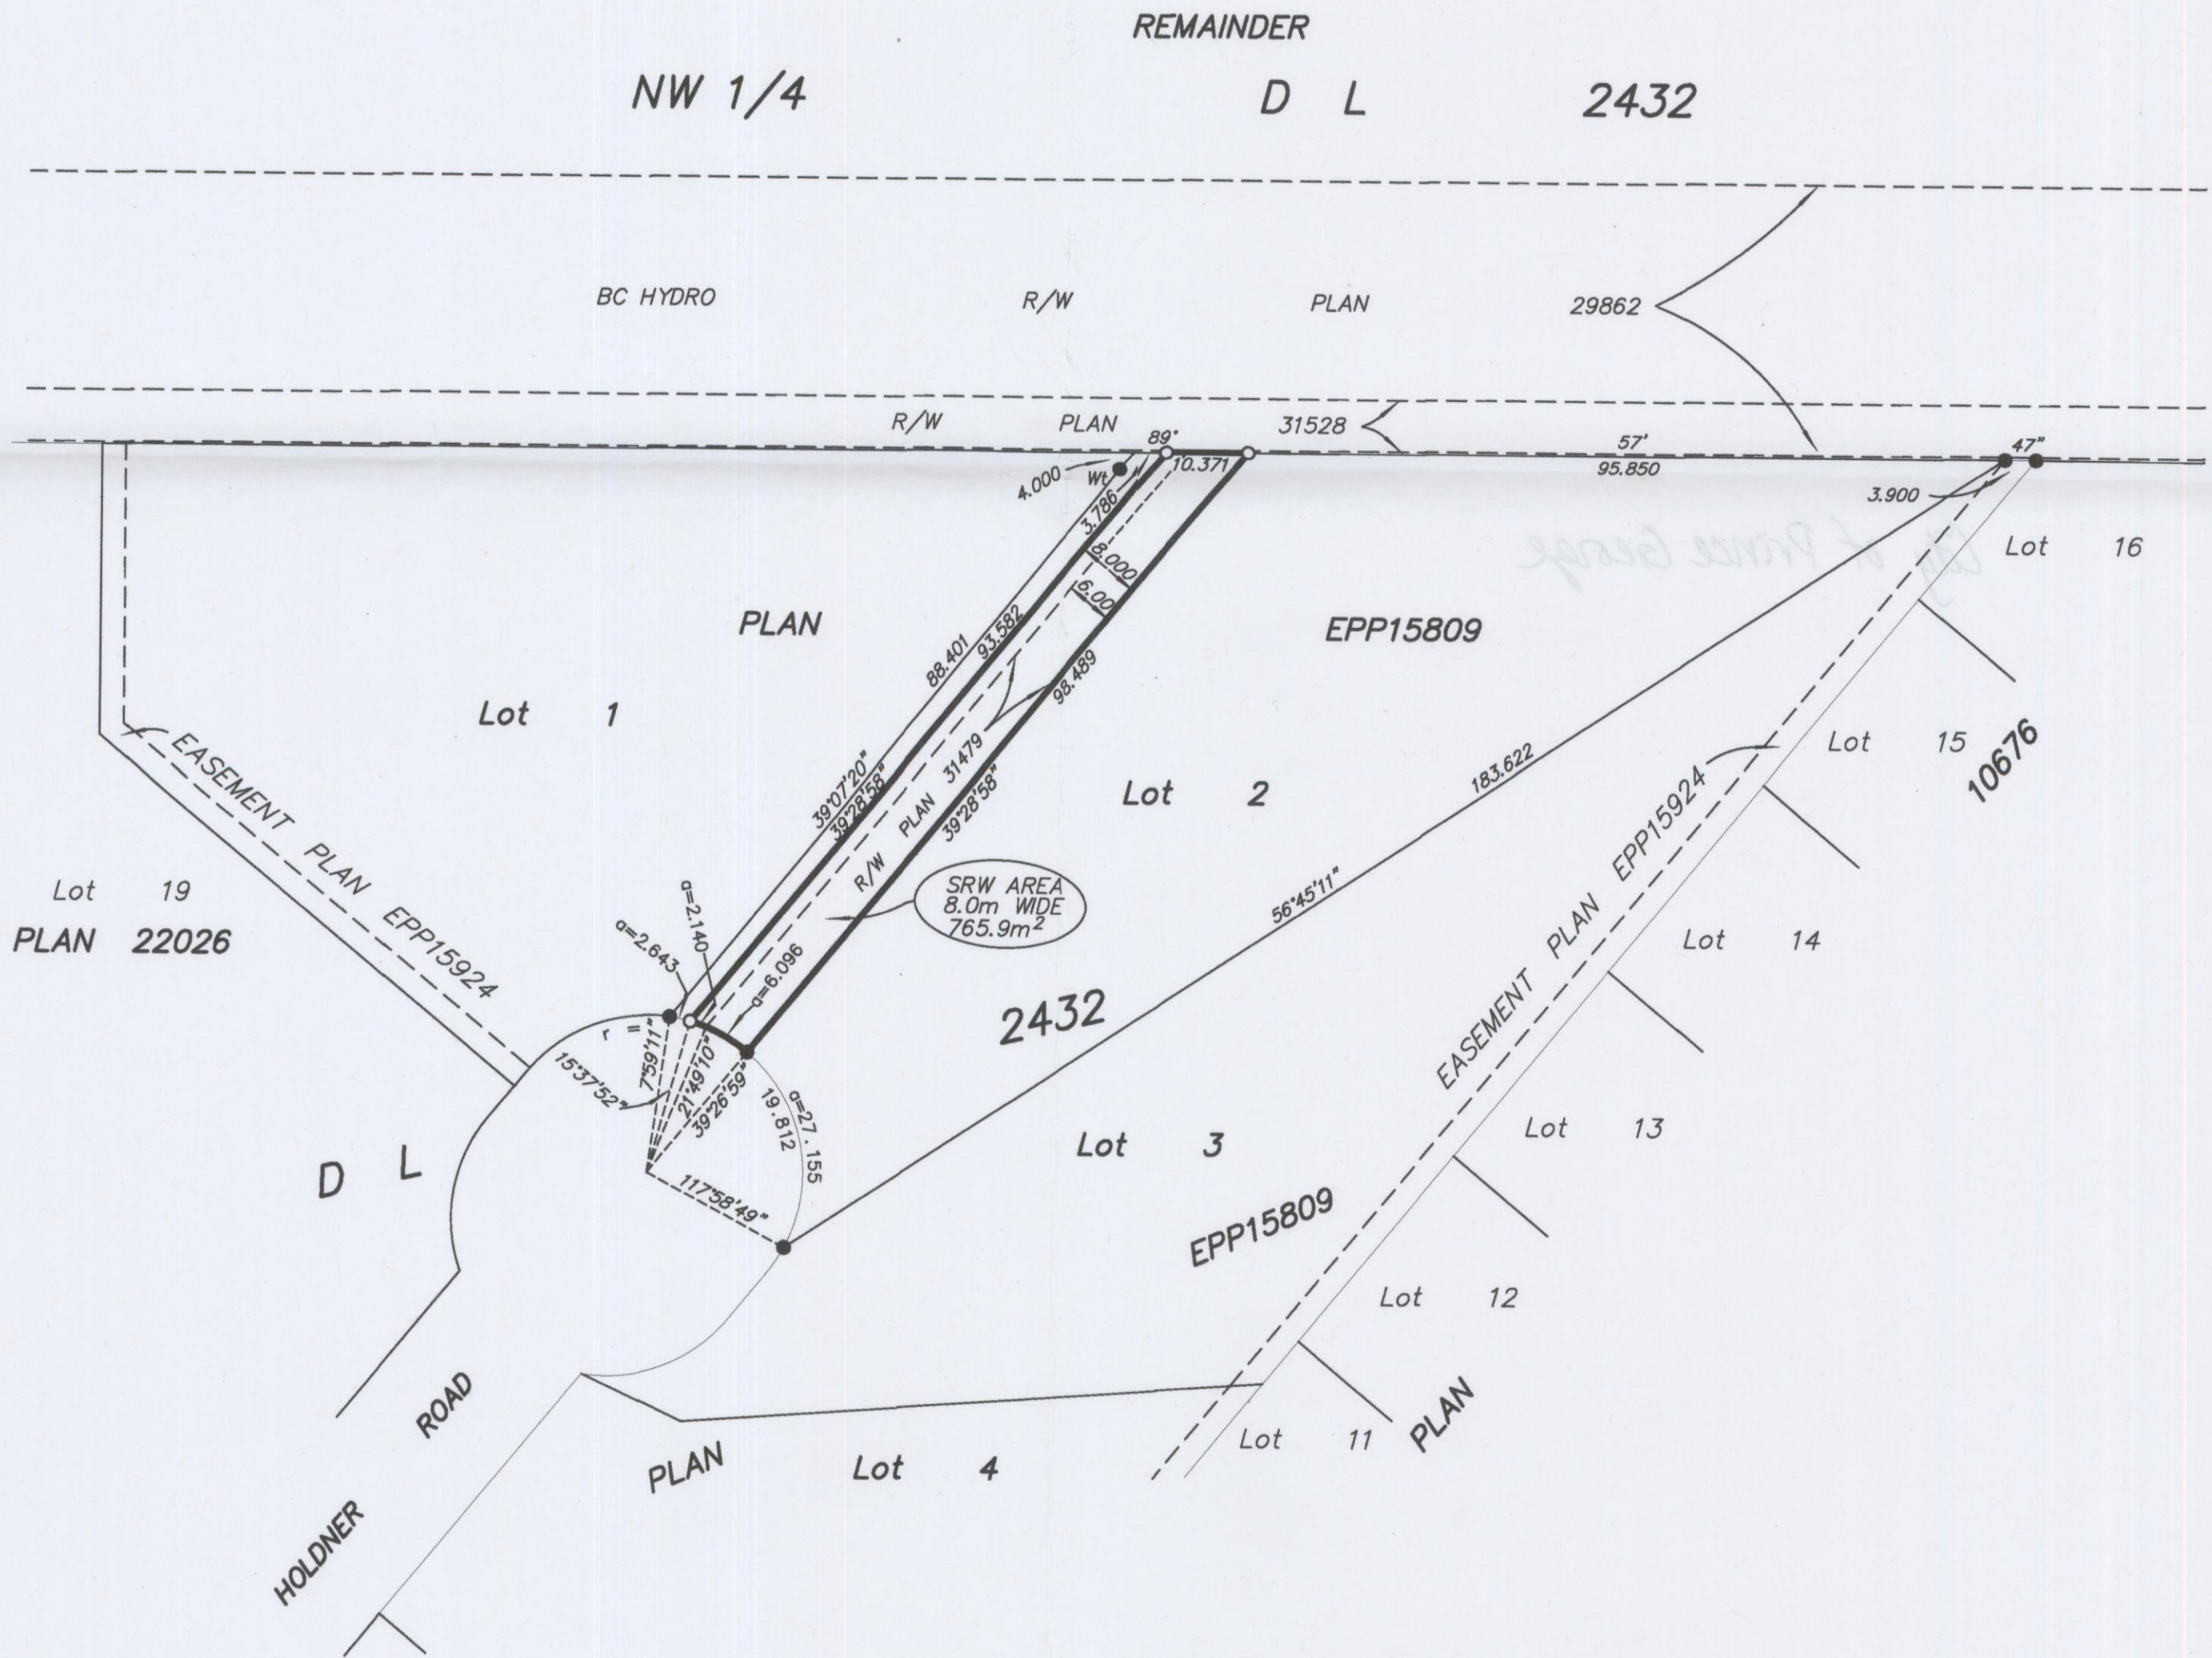 REMAINDER
NW 1/4 D L 2432
BC HYDRO R/W PLAN 29862
R/W PLAN 31528
89° 57' 47"
10.371 95.850
4.000 Wt
3.786
3.900
8.000
6.00
City of Prince George
Lot 16
PLAN EPP15809
88.401
93.582
98.489
Lot 1
EASEMENT PLAN EPP15924
Lot 15
10676
183.622
39°07'20"
39°28'58"
R/W PLAN 31479
39°28'58"
Lot 2
EASEMENT PLAN EPP15924
SRW AREA
8.0m WIDE
765.9m²
56°45'11"
Lot 19
PLAN 22026
Lot 14
a=2.140
a=2.643
a=6.096
2432
r = 19.812
7°59'11"
15°37'52"
21°49'10"
39°26'59"
a=27.155
117°58'49"
D L
Lot 3
Lot 13
EPP15809
Lot 12
HOLDNER ROAD
PLAN
Lot 4
Lot 11
PLAN